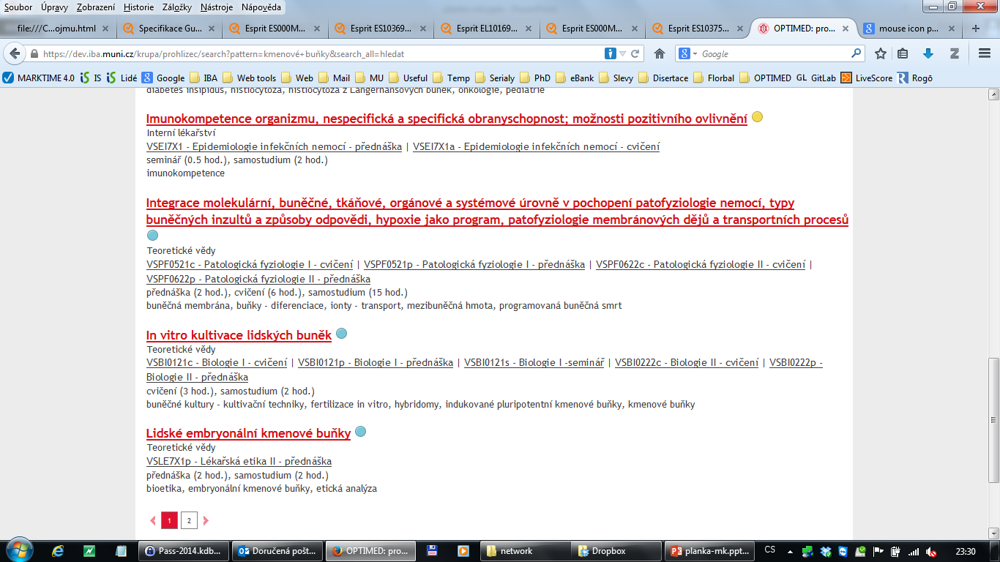 Soubor Úpravy Zobrazení Historie Záložky Nástroje Nápověda
file:///C...ojmu.html
Specifikace Gu...
Esprit ES000M...
Esprit ES10369...
Esprit EL10169...
Esprit ES000M...
Esprit ES10375...
OPTIMED: pro...
mouse icon p...
https://dev.iba.muni.cz/krupa/prohlizec/search?pattern=kmenové+buňky&search_all=hledat
Google
MARKTIME 4.0 IS Lidé Google IBA Web tools Web Mail MU Useful Temp Serialy PhD eBank Slevy Disertace Florbal OPTIMED GL GitLab LiveScore Rogō
diabetes insipidus, histiocytóza, histiocytóza z Langerhansových buněk, onkologie, pediatrie
Imunokompetence organizmu, nespecifická a specifická obranyschopnost; možnosti pozitivního ovlivnění
Interní lékařství
VSEI7X1 - Epidemiologie infekčních nemocí - přednáška | VSEI7X1a - Epidemiologie infekčních nemocí - cvičení
seminář (0.5 hod.), samostudium (2 hod.)
imunokompetence
Integrace molekulární, buněčné, tkáňové, orgánové a systémové úrovně v pochopení patofyziologie nemocí, typy
buněčných inzultů a způsoby odpovědi, hypoxie jako program, patofyziologie membránových dějů a transportních procesů
Teoretické vědy
VSPF0521c - Patologická fyziologie I - cvičení | VSPF0521p - Patologická fyziologie I - přednáška | VSPF0622c - Patologická fyziologie II - cvičení |
VSPF0622p - Patologická fyziologie II - přednáška
přednáška (2 hod.), cvičení (6 hod.), samostudium (15 hod.)
buněčná membrána, buňky - diferenciace, ionty - transport, mezibuněčná hmota, programovaná buněčná smrt
In vitro kultivace lidských buněk
Teoretické vědy
VSBI0121c - Biologie I - cvičení | VSBI0121p - Biologie I - přednáška | VSBI0121s - Biologie I -seminář | VSBI0222c - Biologie II - cvičení | VSBI0222p -
Biologie II - přednáška
cvičení (3 hod.), samostudium (2 hod.)
buněčné kultury - kultivační techniky, fertilizace in vitro, hybridomy, indukované pluripotentní kmenové buňky, kmenové buňky
Lidské embryonální kmenové buňky
Teoretické vědy
VSLE7X1p - Lékařská etika II - přednáška
přednáška (2 hod.), samostudium (2 hod.)
bioetika, embryonální kmenové buňky, etická analýza
1 2
Pass-2014.kdb... Doručená pošt... OPTIMED: pro... network Dropbox planka-mk.ppt... CS 23:30